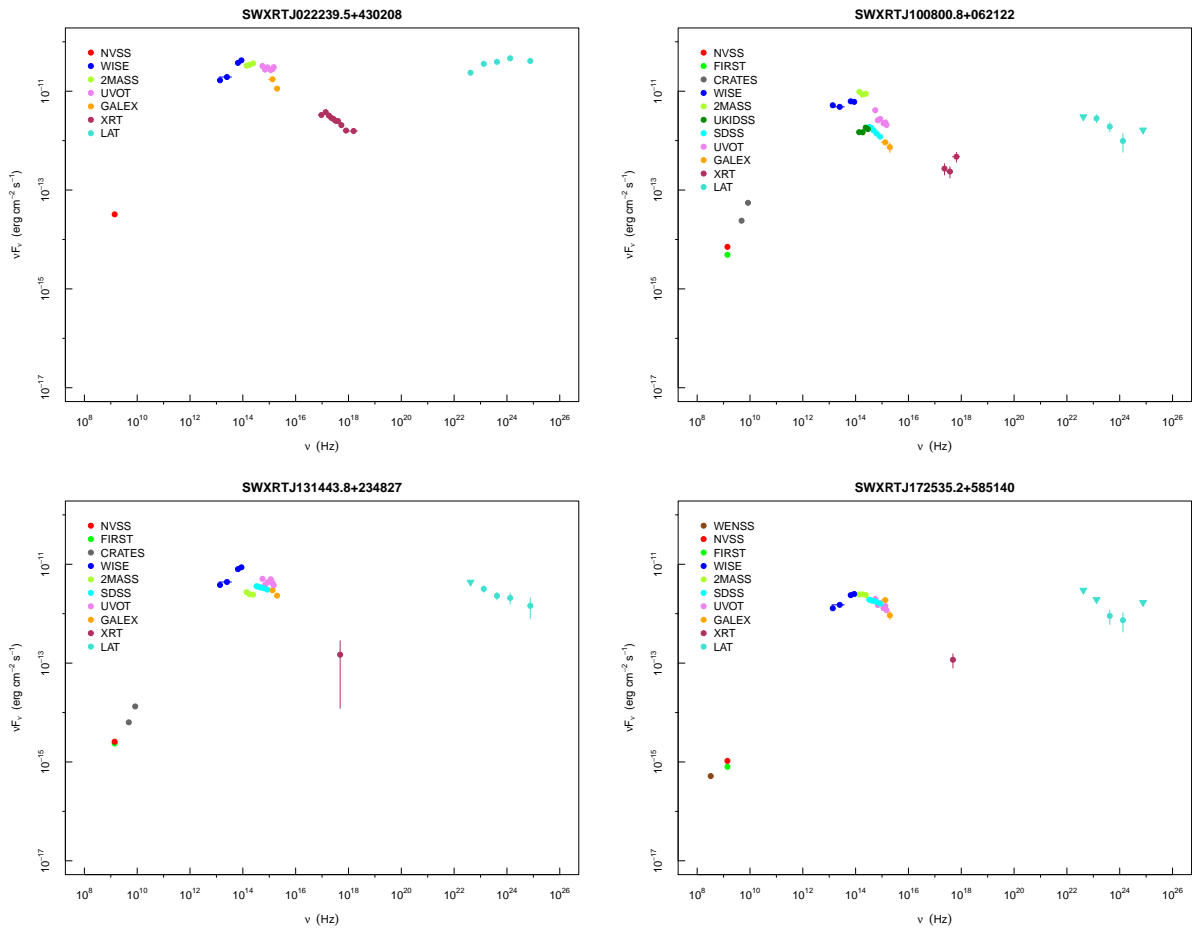 SWXRTJ022239.5+430208
NVSS
WISE
2MASS
UVOT
GALEX
XRT
LAT
νFν (erg cm−2 s−1)
10−11
10−13
10−15
10−17
108 1010 1012 1014 1016 1018 1020 1022 1024 1026
ν (Hz)
SWXRTJ100800.8+062122
NVSS
FIRST
CRATES
WISE
2MASS
UKIDSS
SDSS
UVOT
GALEX
XRT
LAT
νFν (erg cm−2 s−1)
10−11
10−13
10−15
10−17
108 1010 1012 1014 1016 1018 1020 1022 1024 1026
ν (Hz)
SWXRTJ131443.8+234827
NVSS
FIRST
CRATES
WISE
2MASS
SDSS
UVOT
GALEX
XRT
LAT
νFν (erg cm−2 s−1)
10−11
10−13
10−15
10−17
108 1010 1012 1014 1016 1018 1020 1022 1024 1026
ν (Hz)
SWXRTJ172535.2+585140
WENSS
NVSS
FIRST
WISE
2MASS
SDSS
UVOT
GALEX
XRT
LAT
νFν (erg cm−2 s−1)
10−11
10−13
10−15
10−17
108 1010 1012 1014 1016 1018 1020 1022 1024 1026
ν (Hz)